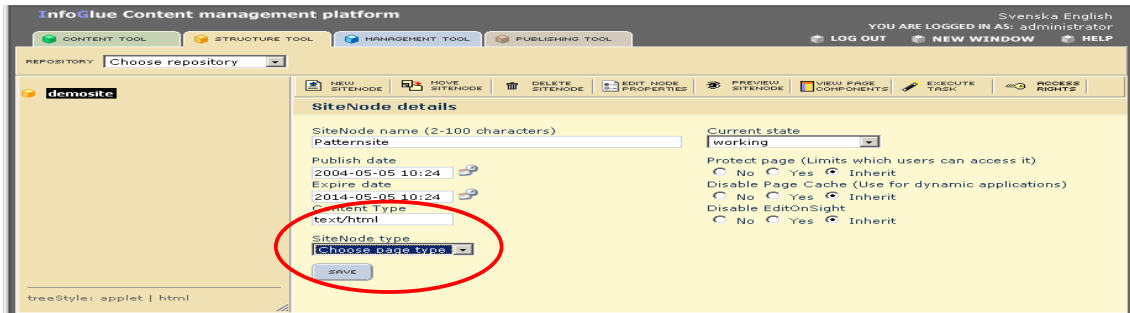 InfoGlue Content management platform
Svenska English
YOU ARE LOGGED IN AS: administrator
CONTENT TOOL STRUCTURE TOOL MANAGEMENT TOOL PUBLISHING TOOL
LOG OUT NEW WINDOW HELP
REPOSITORY Choose repository
NEW SITENODE MOVE SITENODE DELETE SITENODE EDIT NODE PROPERTIES PREVIEW SITENODE VIEW PAGE COMPONENTS EXECUTE TASK ACCESS RIGHTS
demosite
SiteNode details
SiteNode name (2-100 characters)
Patternsite
Publish date
2004-05-05 10:24
Expire date
2014-05-05 10:24
Content Type
text/html
SiteNode type
Choose page type
SAVE
Current state
working
Protect page (Limits which users can access it)
No Yes Inherit
Disable Page Cache (Use for dynamic applications)
No Yes Inherit
Disable EditOnSight
No Yes Inherit
treeStyle: applet | html